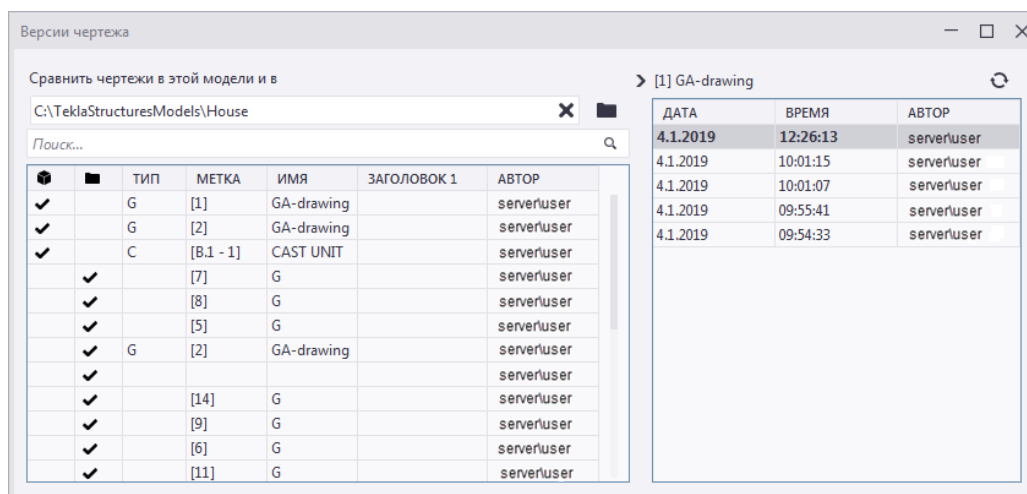 Версии чертежа
Сравнить чертежи в этой модели и в
C:\TeklaStructuresModels\House
Поиск...
ТИП МЕТКА ИМЯ ЗАГОЛОВОК 1 АВТОР
G [1] GA-drawing server\user
G [2] GA-drawing server\user
C [B.1 - 1] CAST UNIT server\user
[7] G server\user
[8] G server\user
[5] G server\user
G [2] GA-drawing server\user
server\user
[14] G server\user
[9] G server\user
[6] G server\user
[11] G server\user
[1] GA-drawing
ДАТА ВРЕМЯ АВТОР
4.1.2019 12:26:13 server\user
4.1.2019 10:01:15 server\user
4.1.2019 10:01:07 server\user
4.1.2019 09:55:41 server\user
4.1.2019 09:54:33 server\user